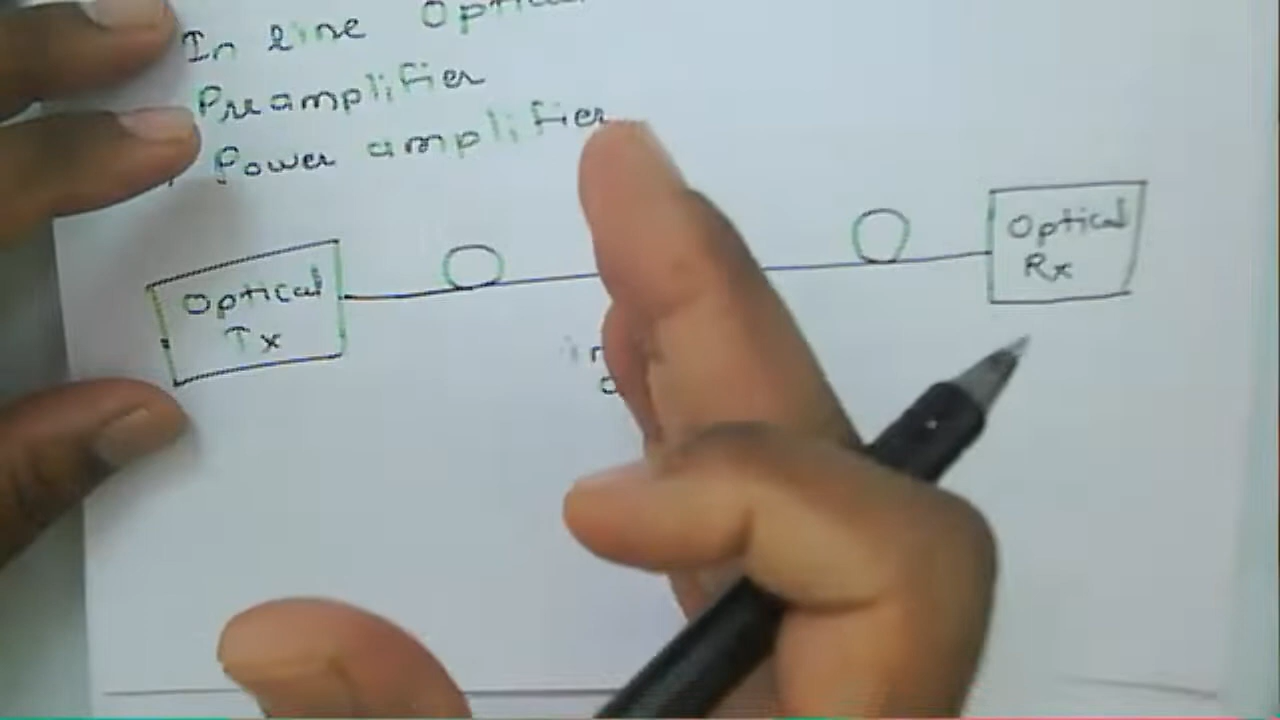 In line
Preamplifier
Power amplifier
Optical
Tx
Optical
Rx